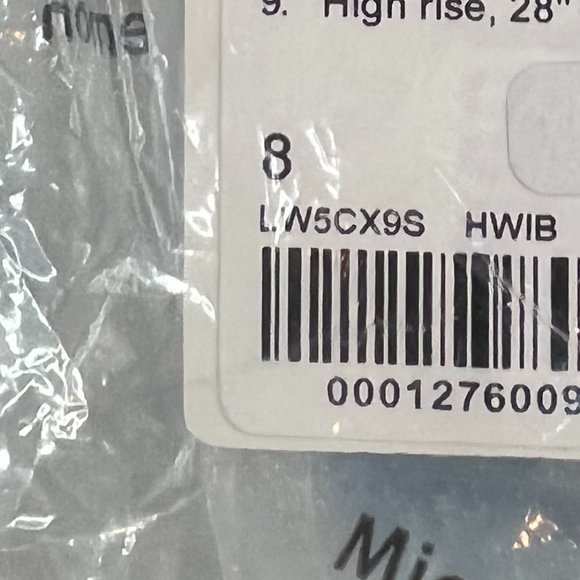 9. High rise, 28"
8
LW5CX9S HWIB
0001276009